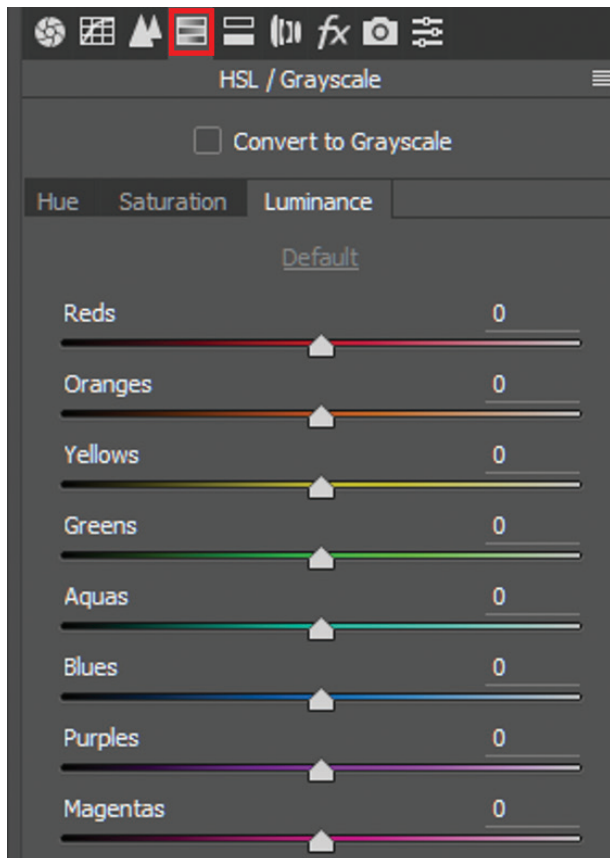 fx
HSL / Grayscale
Convert to Grayscale
Hue Saturation Luminance
Default
Reds 0
Oranges 0
Yellows 0
Greens 0
Aquas 0
Blues 0
Purples 0
Magentas 0